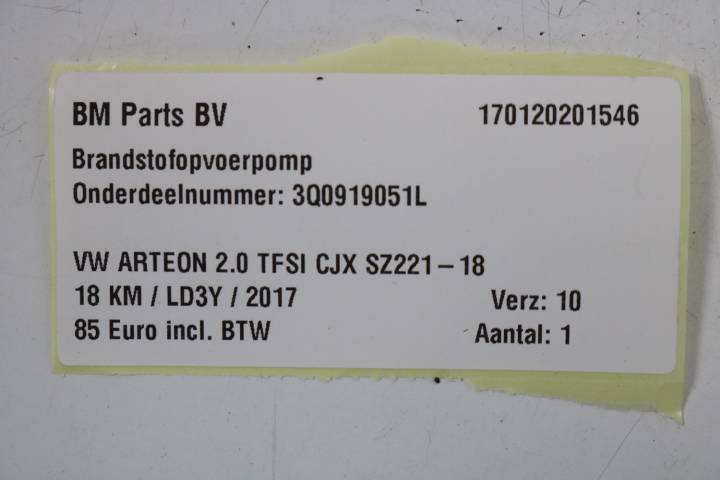 BM Parts BV 170120201546
Brandstofopvoerpomp
Onderdeelnummer: 3Q0919051L
VW ARTEON 2.0 TFSI CJX SZ221-18
18 KM / LD3Y / 2017 Verz: 10
85 Euro incl. BTW Aantal: 1